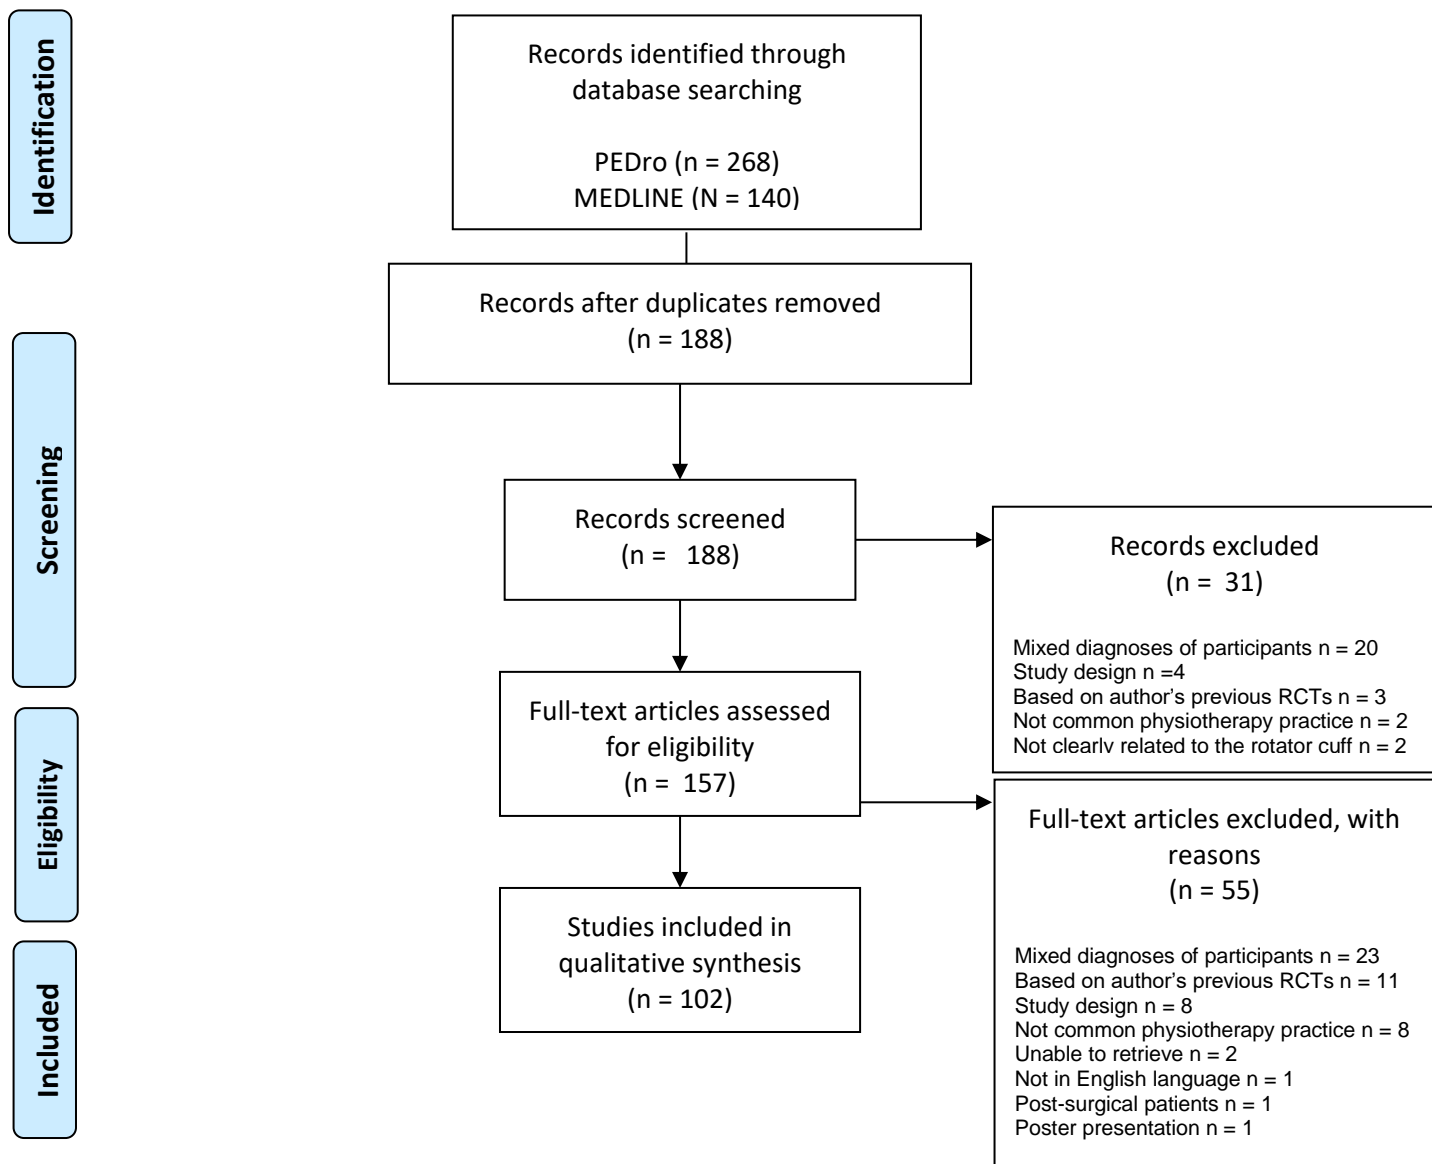 Identification
Records identified through
database searching
PEDro (n = 268)
MEDLINE (N = 140)
Records after duplicates removed
(n = 188)
Screening
Records screened
(n = 188)
Records excluded
(n = 31)
Mixed diagnoses of participants n = 20
Study design n =4
Based on author's previous RCTs n = 3
Not common physiotherapy practice n = 2
Not clearly related to the rotator cuff n = 2
Eligibility
Full-text articles assessed
for eligibility
(n = 157)
Full-text articles excluded, with
reasons
(n = 55)
Mixed diagnoses of participants n = 23
Based on author's previous RCTs n = 11
Study design n = 8
Not common physiotherapy practice n = 8
Unable to retrieve n = 2
Not in English language n = 1
Post-surgical patients n = 1
Poster presentation n = 1
Included
Studies included in
qualitative synthesis
(n = 102)